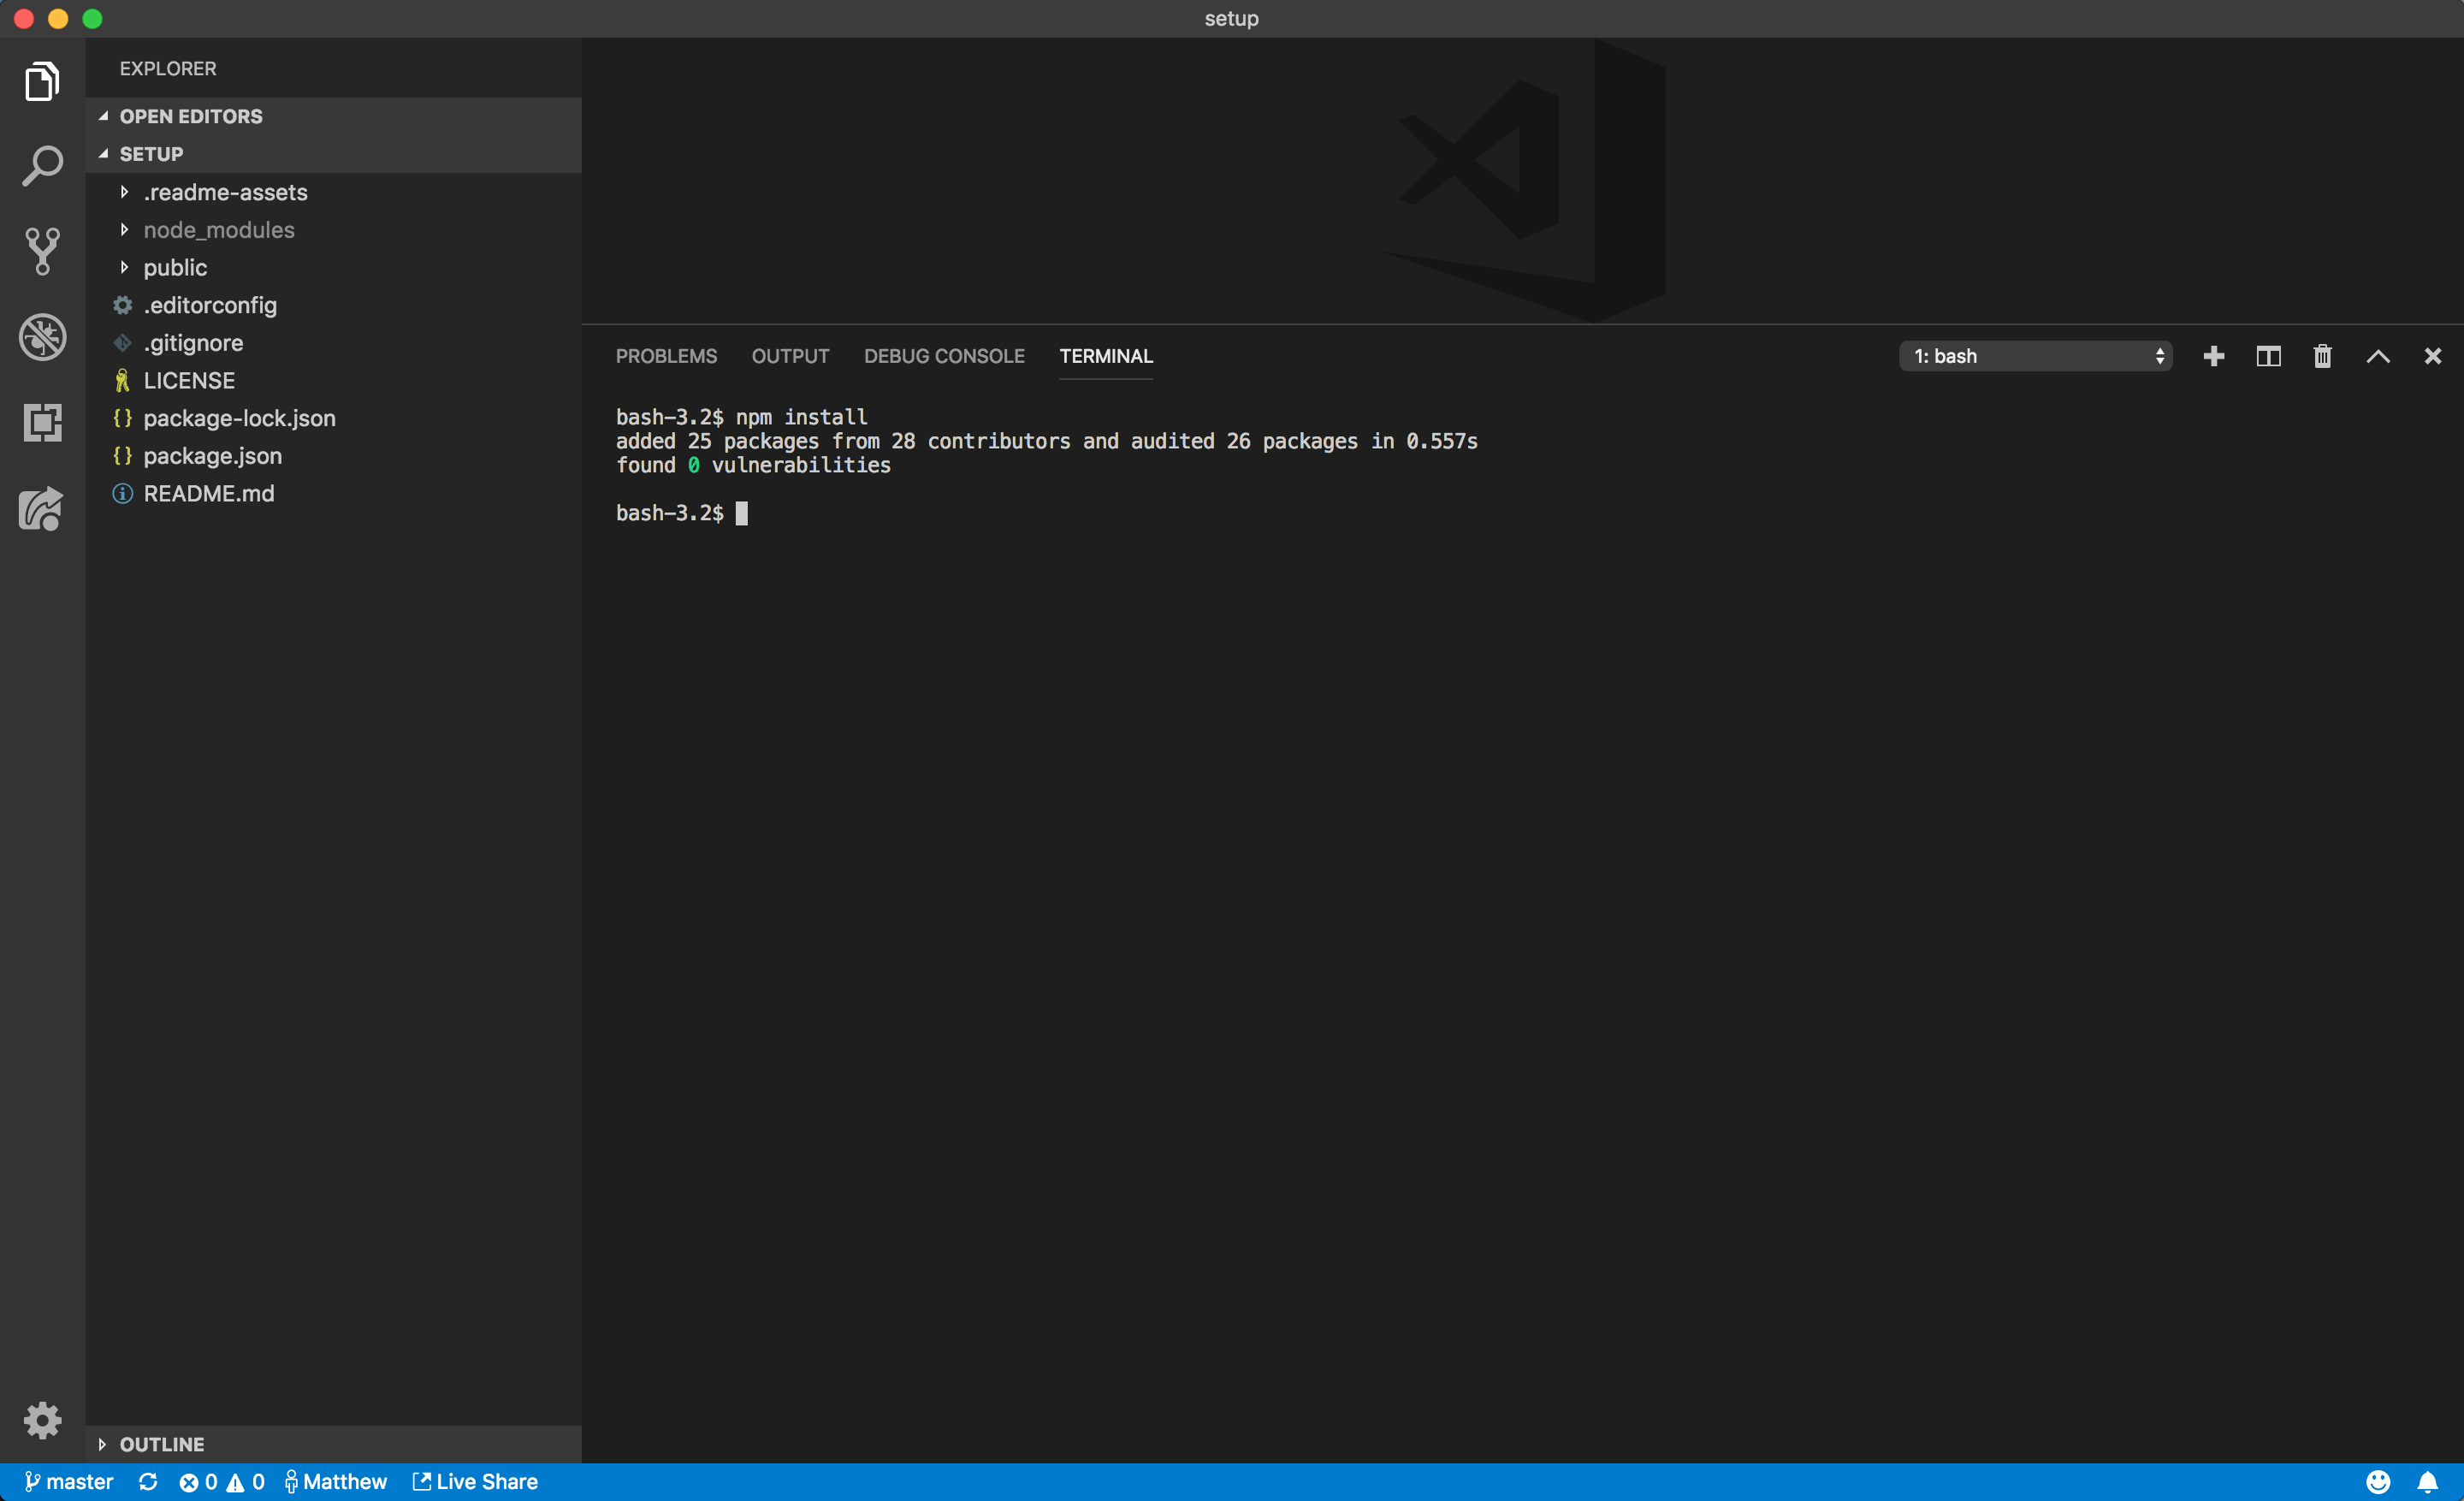 setup
EXPLORER
OPEN EDITORS
SETUP
.readme-assets
node_modules
public
.editorconfig
.gitignore
LICENSE
package-lock.json
package.json
README.md
OUTLINE
PROBLEMS OUTPUT DEBUG CONSOLE TERMINAL 1: bash
bash-3.2$ npm install
added 25 packages from 28 contributors and audited 26 packages in 0.557s
found 0 vulnerabilities
bash-3.2$
master 0 0 Matthew Live Share